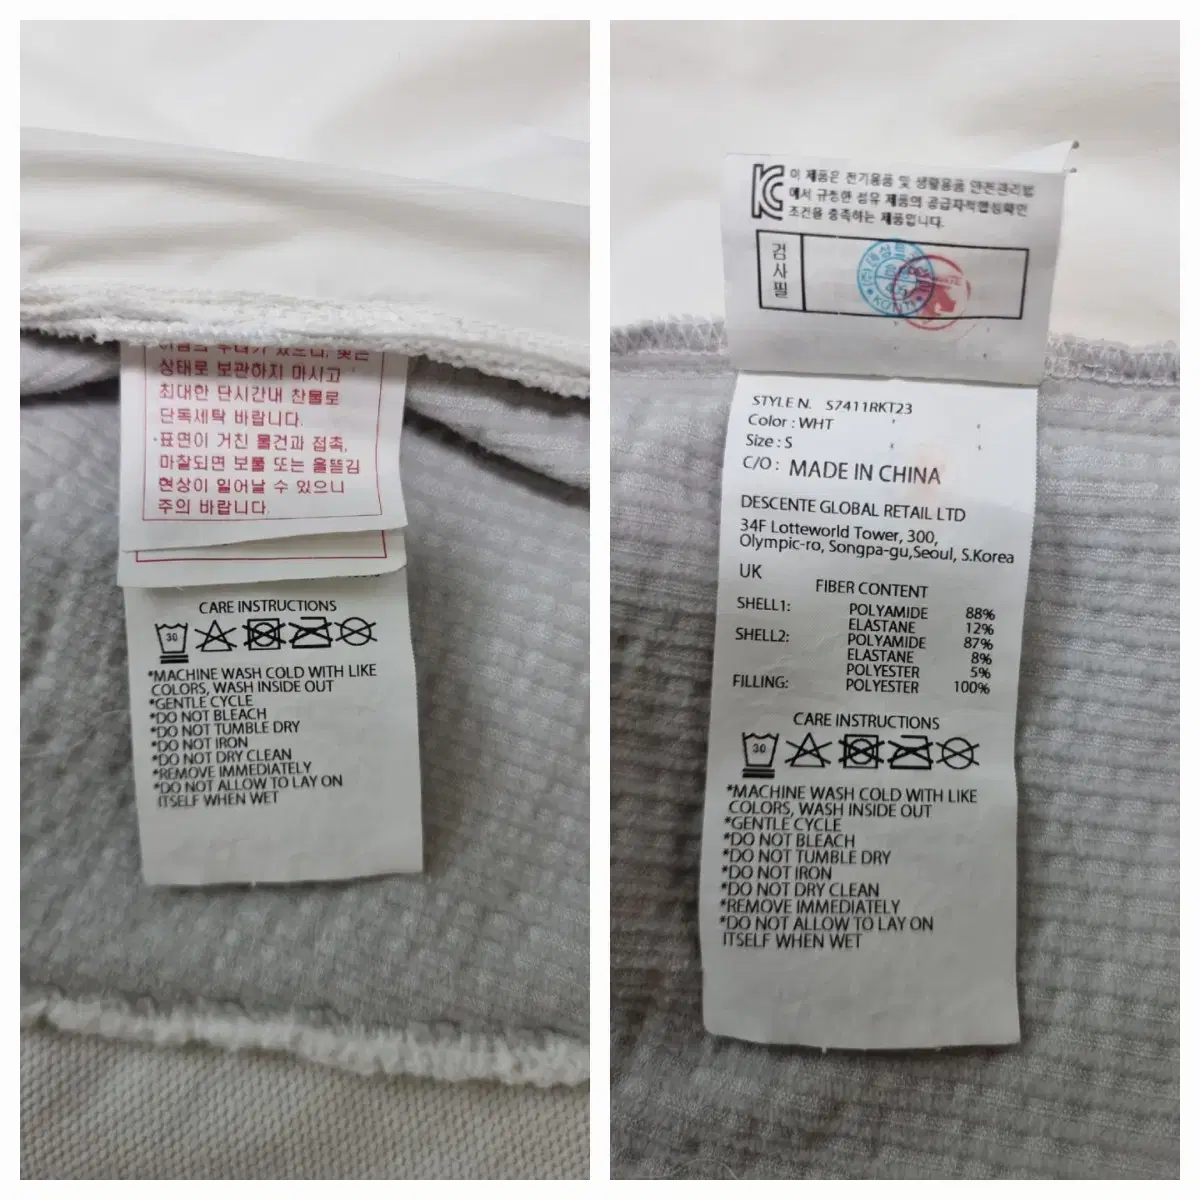 상태로 보관하지 마시고
최대한 단시간내 찬물로
단독세탁 바랍니다.
·표면이 거친 물건과 접촉,
마찰되면 보풀 또는 올뜯김
현상이 일어날 수 있으니
주의 바랍니다.
CARE INSTRUCTIONS
30
*MACHINE WASH COLD WITH LIKE
COLORS, WASH INSIDE OUT
*GENTLE CYCLE
*DO NOT BLEACH
*DO NOT TUMBLE DRY
*DO NOT IRON
*DO NOT DRY CLEAN
*REMOVE IMMEDIATELY
*DO NOT ALLOW TO LAY ON
ITSELF WHEN WET
이 제품은 전기용품 및 생활용품 안전관리법
에서 규정한 섬유 제품의 공급자적합성확인
조건을 충족하는 제품입니다.
검사필
STYLE N. S7411RKT23
Color : WHT
Size : S
C/O : MADE IN CHINA
DESCENTE GLOBAL RETAIL LTD
34F Lotteworld Tower, 300,
Olympic-ro, Songpa-gu,Seoul, S.Korea
UK
FIBER CONTENT
SHELL1: POLYAMIDE 88%
ELASTANE 12%
SHELL2: POLYAMIDE 87%
ELASTANE 8%
POLYESTER 5%
FILLING: POLYESTER 100%
CARE INSTRUCTIONS
30
*MACHINE WASH COLD WITH LIKE
COLORS, WASH INSIDE OUT
*GENTLE CYCLE
*DO NOT BLEACH
*DO NOT TUMBLE DRY
*DO NOT IRON
*DO NOT DRY CLEAN
*REMOVE IMMEDIATELY
*DO NOT ALLOW TO LAY ON
ITSELF WHEN WET